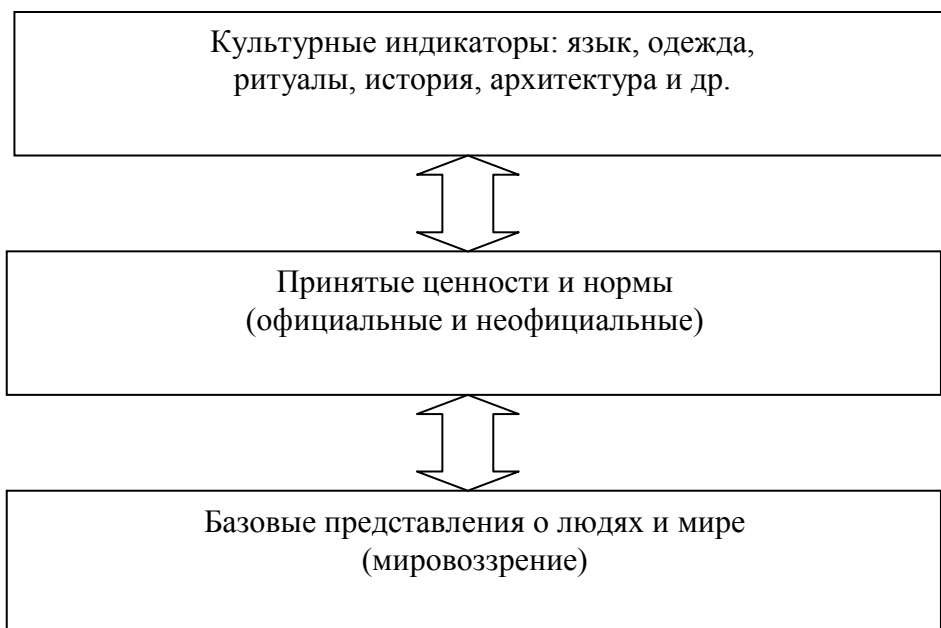 Культурные индикаторы: язык, одежда,
ритуалы, история, архитектура и др.
Принятые ценности и нормы
(официальные и неофициальные)
Базовые представления о людях и мире
(мировоззрение)